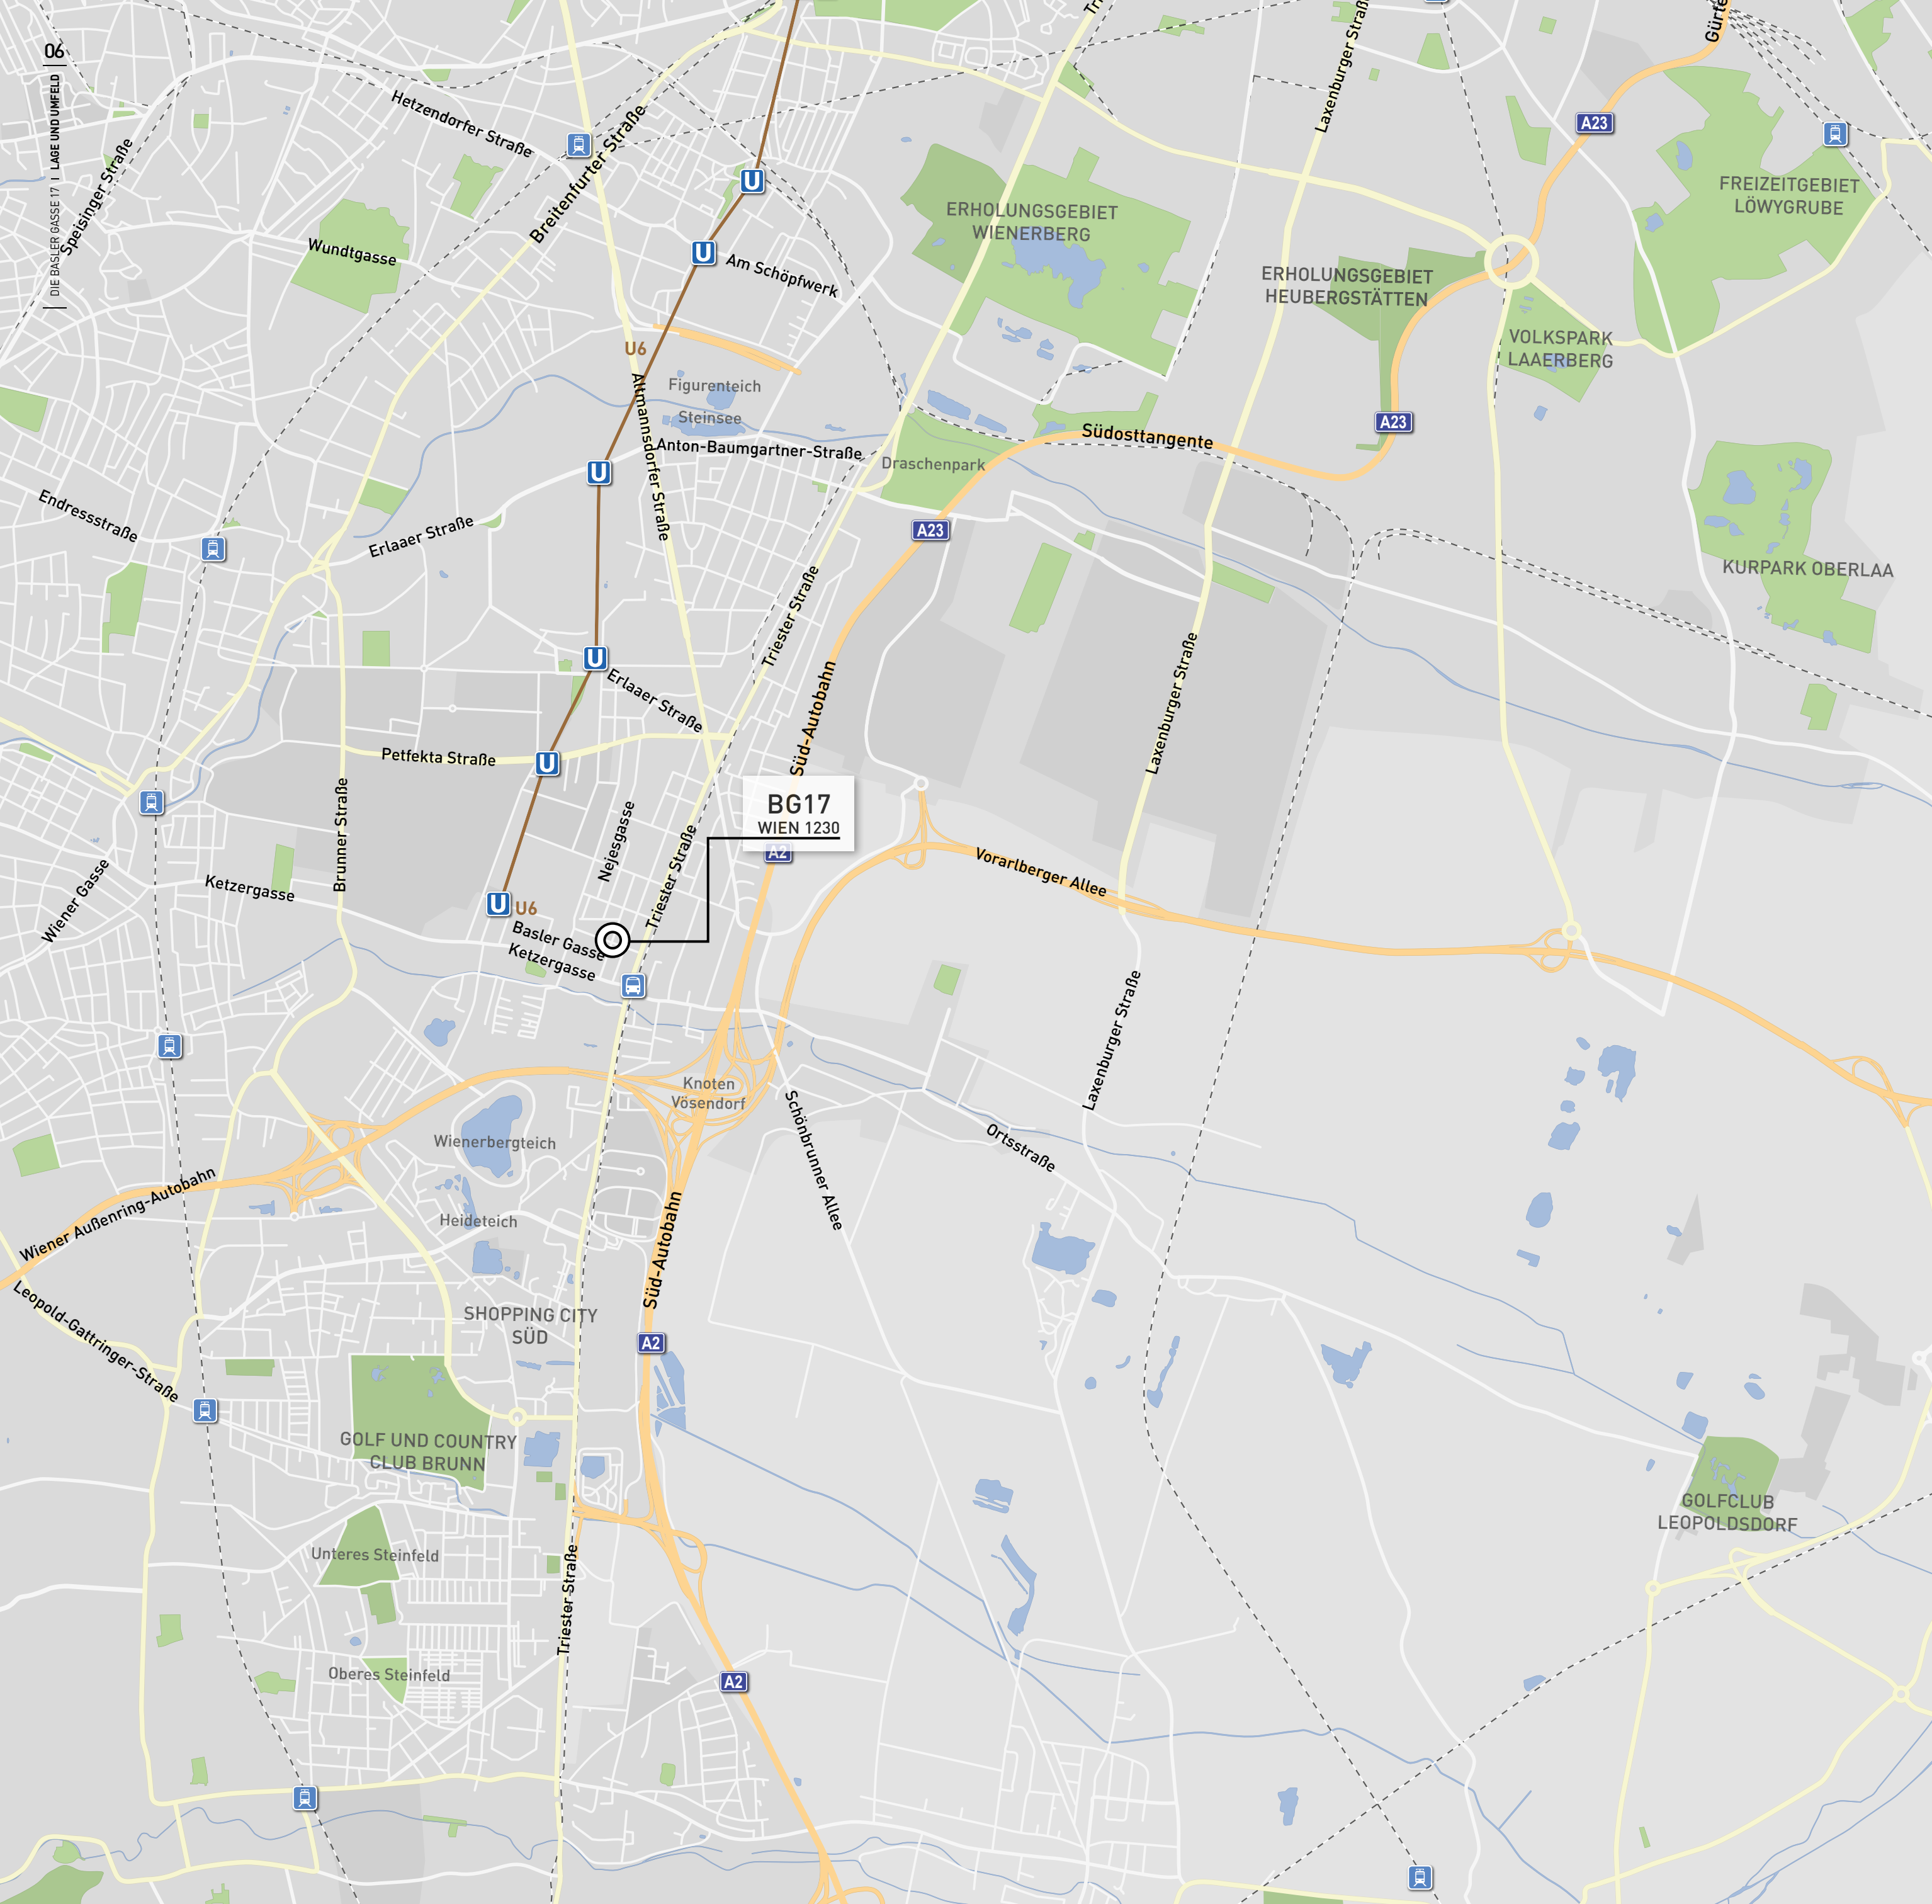 06
DIE BASLER GASSE 17 | LAGE UND UMFELD
Speisinger Straße
Hetzendorfer Straße
Breitenfurter Straße
Wundtgasse
U
U
Am Schöpfwerk
U6
Altmannsdorfer Straße
Figurenteich
Steinsee
Anton-Baumgartner-Straße
Draschenpark
ERHOLUNGSGEBIET
WIENERBERG
Laxenburger Straße
Gürte
A23
FREIZEITGEBIET
LÖWYGRUBE
ERHOLUNGSGEBIET
HEUBERGSTÄTTEN
VOLKSPARK
LAAERBERG
A23
Südosttangente
A23
KURPARK OBERLAA
Endressstraße
Erlaaer Straße
U
U
Erlaaer Straße
Triester Straße
Süd-Autobahn
Laxenburger Straße
Petfekta Straße
U
Brunner Straße
Nejesgasse
Triester Straße
BG17
WIEN 1230
A2
Vorarlberger Allee
Wiener Gasse
Ketzergasse
U
U6
Basler Gasse
Ketzergasse
Laxenburger Straße
Knoten
Vösendorf
Schönbrunner Allee
Ortsstraße
Wienerbergteich
Heideteich
Wiener Außenring-Autobahn
Leopold-Gattringer-Straße
Süd-Autobahn
SHOPPING CITY
SÜD
A2
GOLF UND COUNTRY
CLUB BRUNN
GOLFCLUB
LEOPOLDSDORF
Unteres Steinfeld
Triester Straße
Oberes Steinfeld
A2